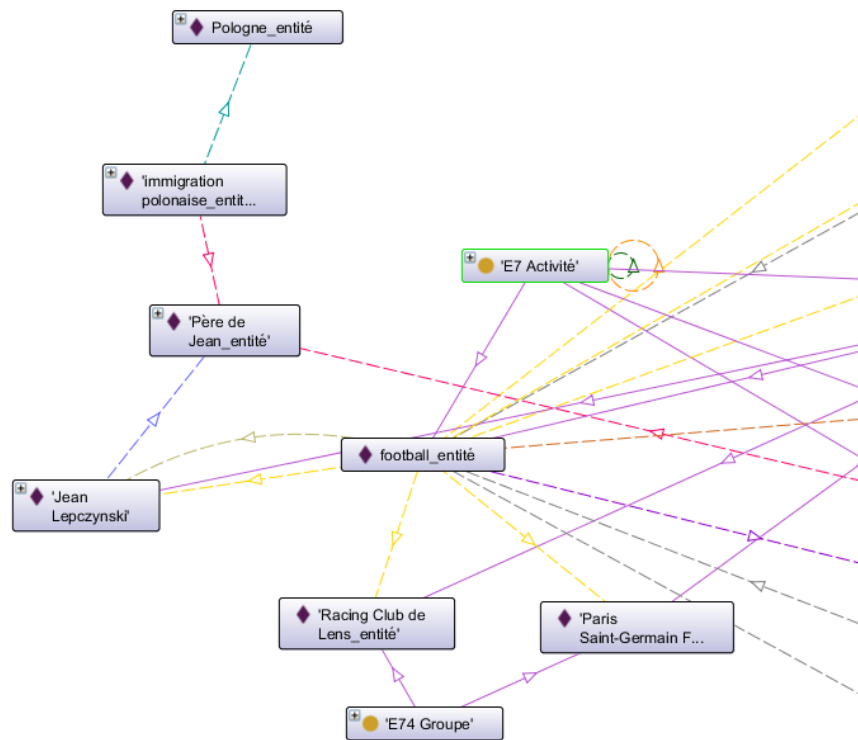 Pologne_entité
'immigration
polonaise_entit...
'E7 Activité'
'Père de
Jean_entité'
football_entité
'Jean
Lepczynski'
'Racing Club de
Lens_entité'
'Paris
Saint-Germain F...
'E74 Groupe'